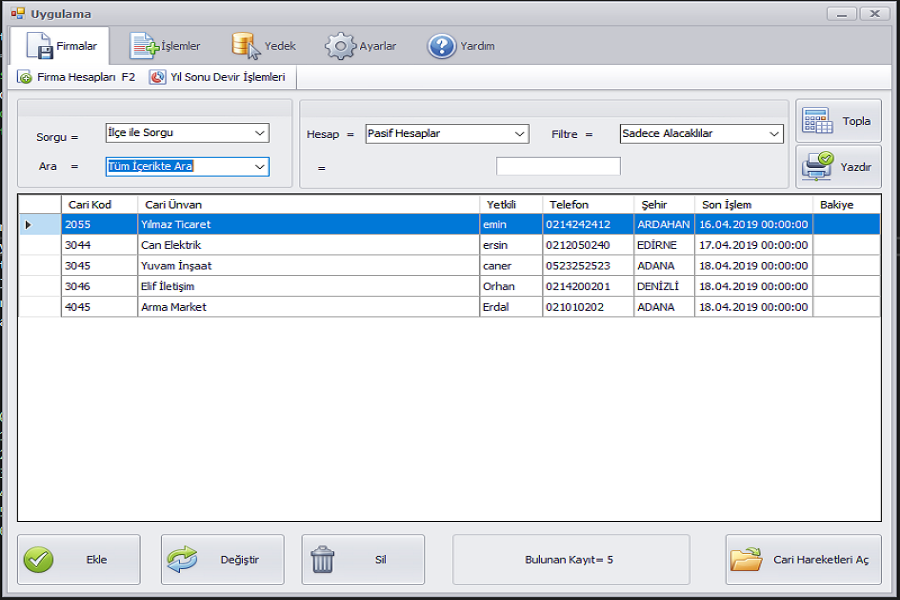 Uygulama
Firmalar İşlemler Yedek Ayarlar Yardım
Firma Hesapları F2 Yıl Sonu Devir İşlemleri
Sorgu = İlçe ile Sorgu Hesap = Pasif Hesaplar Filtre = Sadece Alacaklılar Topla
Ara = Tüm İçerikte Ara = Yazdır
Cari Kod Cari Ünvan Yetkili Telefon Şehir Son İşlem Bakiye
2055 Yılmaz Ticaret emin 0214242412 ARDAHAN 16.04.2019 00:00:00
3044 Can Elektrik ersin 0212050240 EDİRNE 17.04.2019 00:00:00
3045 Yuvam İnşaat caner 0523252523 ADANA 18.04.2019 00:00:00
3046 Elif İletişim Orhan 0214200201 DENİZLİ 18.04.2019 00:00:00
4045 Arma Market Erdal 021010202 ADANA 18.04.2019 00:00:00
Ekle Değiştir Sil Bulunan Kayıt= 5 Cari Hareketleri Aç